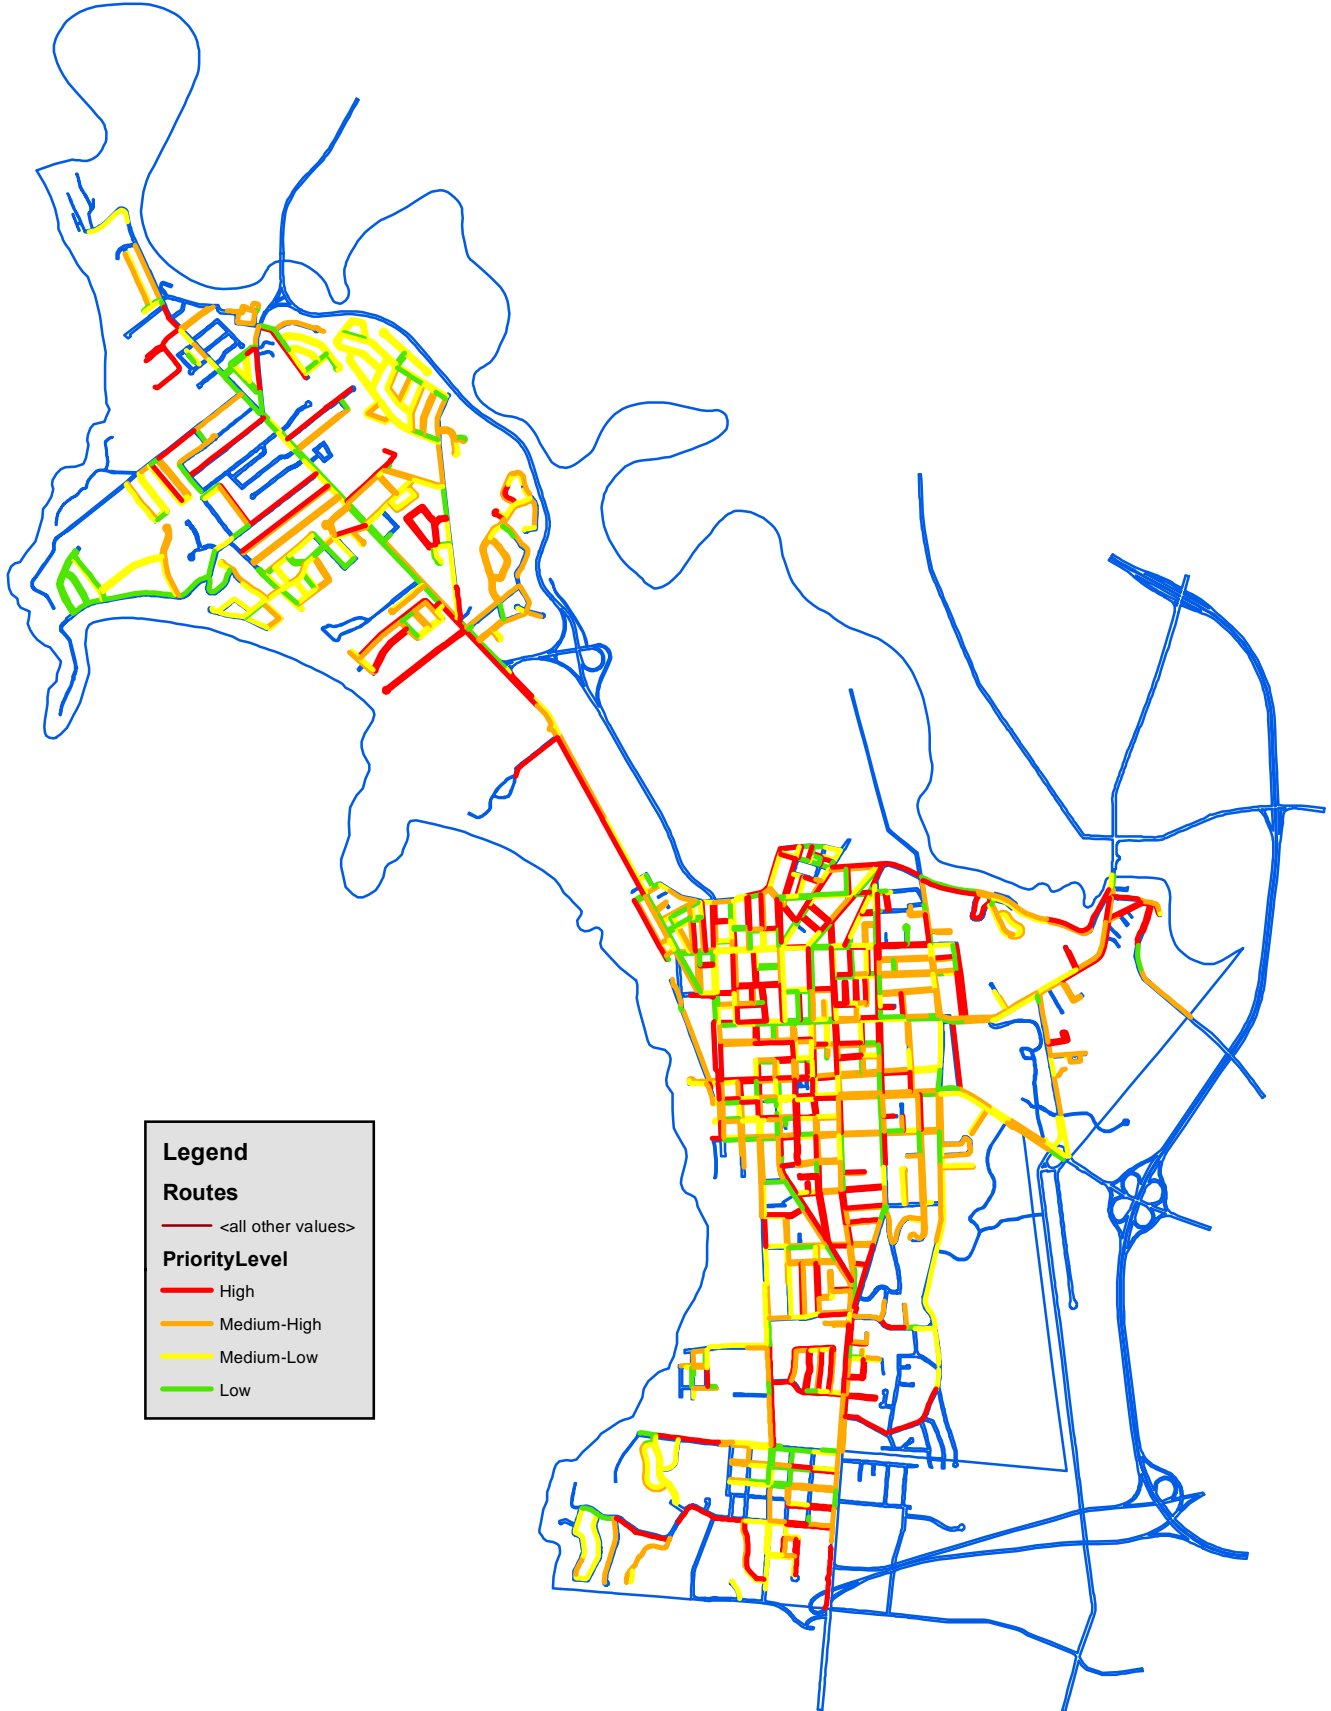 Legend
Routes
<all other values>
PriorityLevel
High
Medium-High
Medium-Low
Low